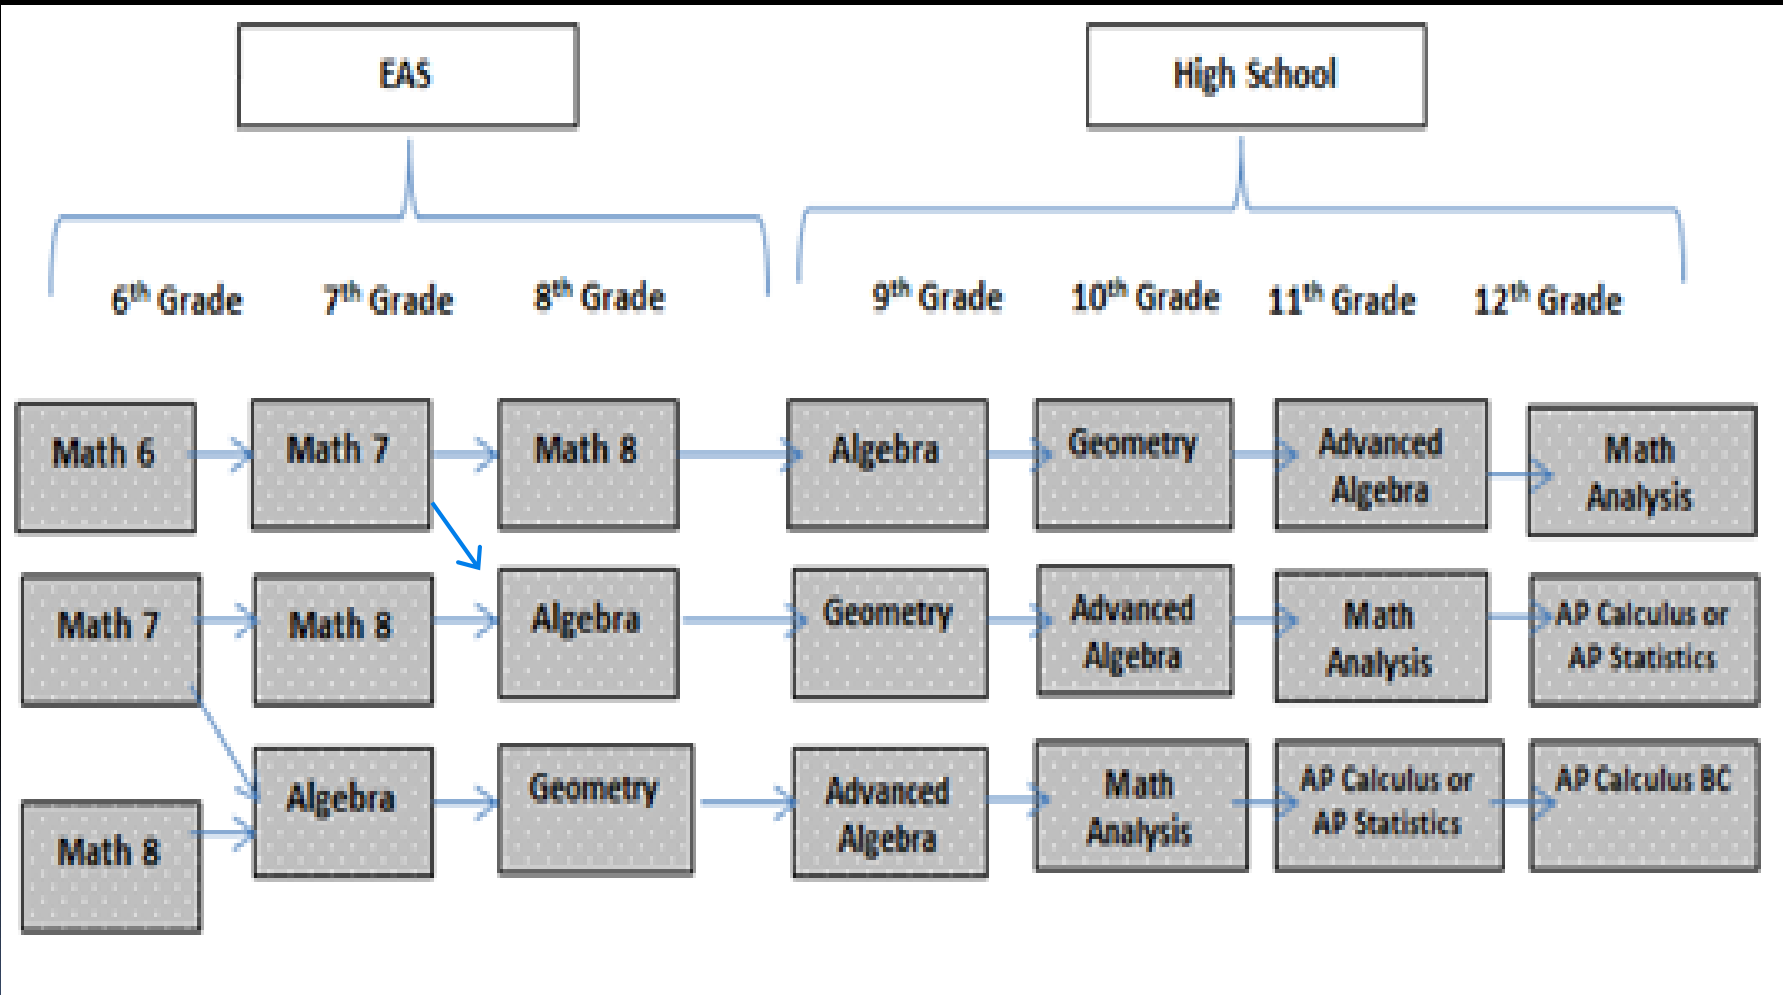 EAS
High School
6th Grade
7th Grade
8th Grade
9th Grade
10th Grade
11th Grade
12th Grade
Math 6
Math 7
Math 8
Algebra
Geometry
Advanced
Algebra
Math
Analysis
Math 7
Math 8
Algebra
Geometry
Advanced
Algebra
Math
Analysis
AP Calculus or
AP Statistics
Math 8
Algebra
Geometry
Advanced
Algebra
Math
Analysis
AP Calculus or
AP Statistics
AP Calculus BC